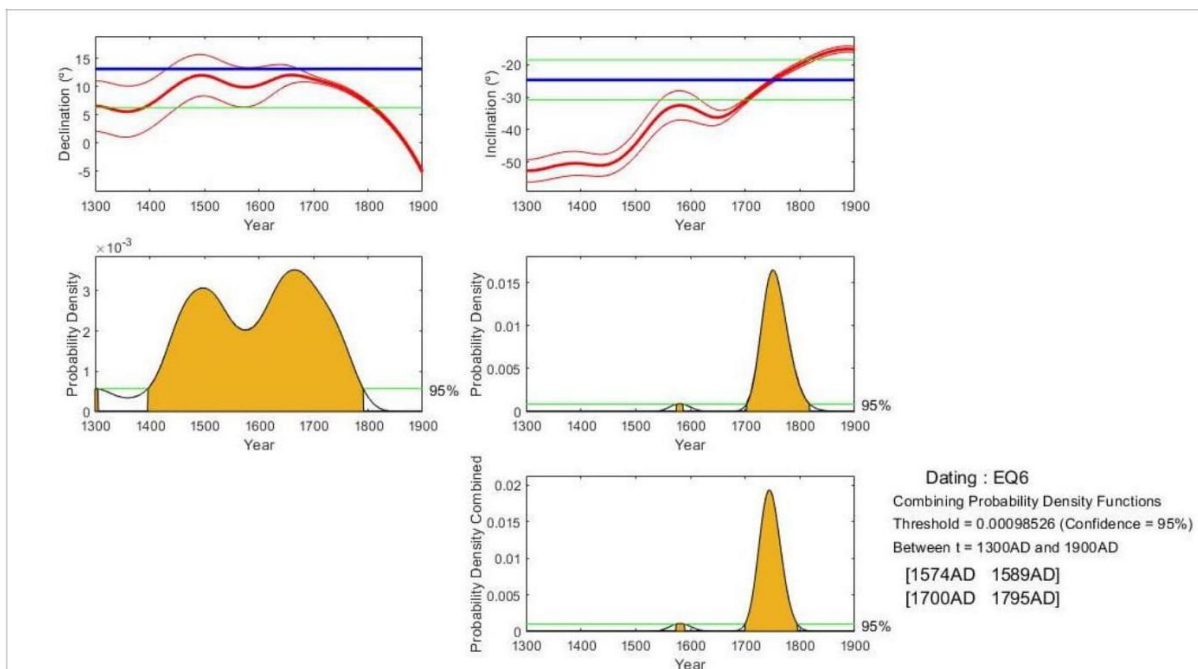 Declination (º)
15
10
5
0
-5
1300 1400 1500 1600 1700 1800 1900
Year
Inclination (º)
-20
-30
-40
-50
1300 1400 1500 1600 1700 1800 1900
Year
×10⁻³
Probability Density
3
2
1
0
95%
1300 1400 1500 1600 1700 1800 1900
Year
Probability Density
0.015
0.01
0.005
0
95%
1300 1400 1500 1600 1700 1800 1900
Year
Probability Density Combined
0.02
0.015
0.01
0.005
0
95%
1300 1400 1500 1600 1700 1800 1900
Year
Dating : EQ6
Combining Probability Density Functions
Threshold = 0.00098526 (Confidence = 95%)
Between t = 1300AD and 1900AD
[1574AD 1589AD]
[1700AD 1795AD]